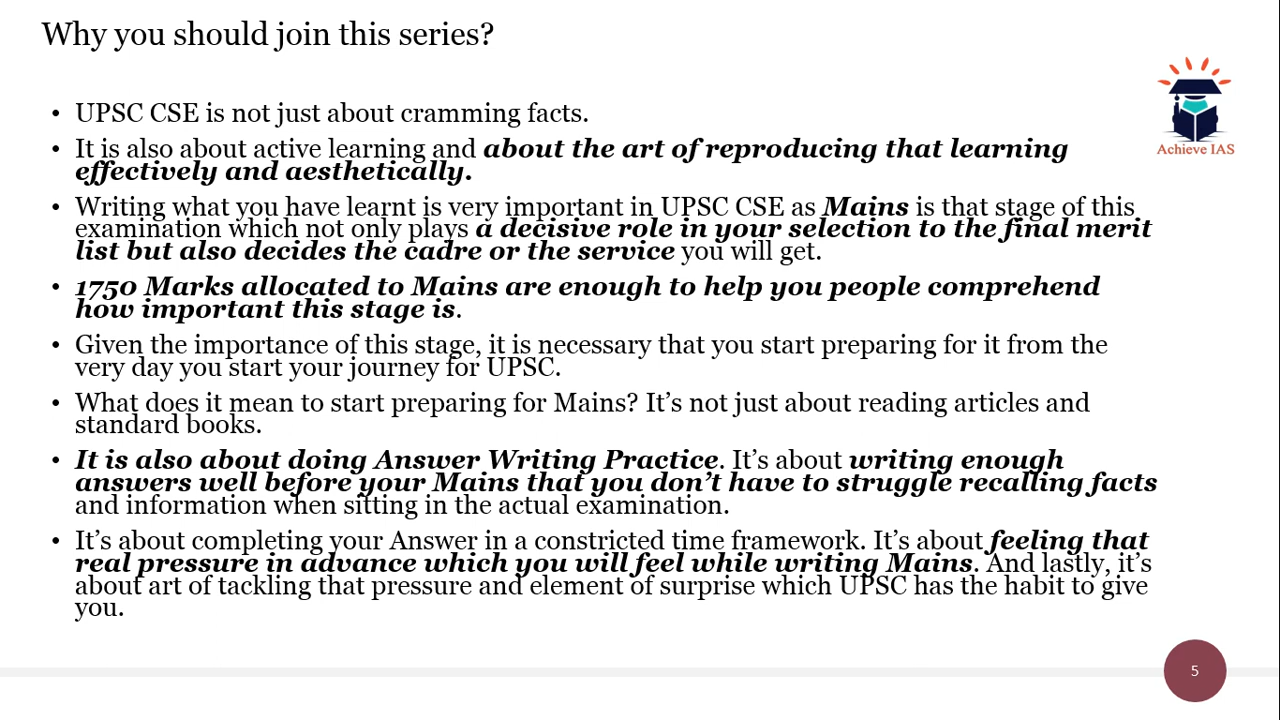 Why you should join this series?
• UPSC CSE is not just about cramming facts.
• It is also about active learning and about the art of reproducing that learning
effectively and aesthetically.
• Writing what you have learnt is very important in UPSC CSE as Mains is that stage of this
examination which not only plays a decisive role in your selection to the final merit
list but also decides the cadre or the service you will get.
• 1750 Marks allocated to Mains are enough to help you people comprehend
how important this stage is.
• Given the importance of this stage, it is necessary that you start preparing for it from the
very day you start your journey for UPSC.
• What does it mean to start preparing for Mains? It’s not just about reading articles and
standard books.
• It is also about doing Answer Writing Practice. It’s about writing enough
answers well before your Mains that you don’t have to struggle recalling facts
and information when sitting in the actual examination.
• It’s about completing your Answer in a constricted time framework. It’s about feeling that
real pressure in advance which you will feel while writing Mains. And lastly, it’s
about art of tackling that pressure and element of surprise which UPSC has the habit to give
you.
Achieve IAS
5